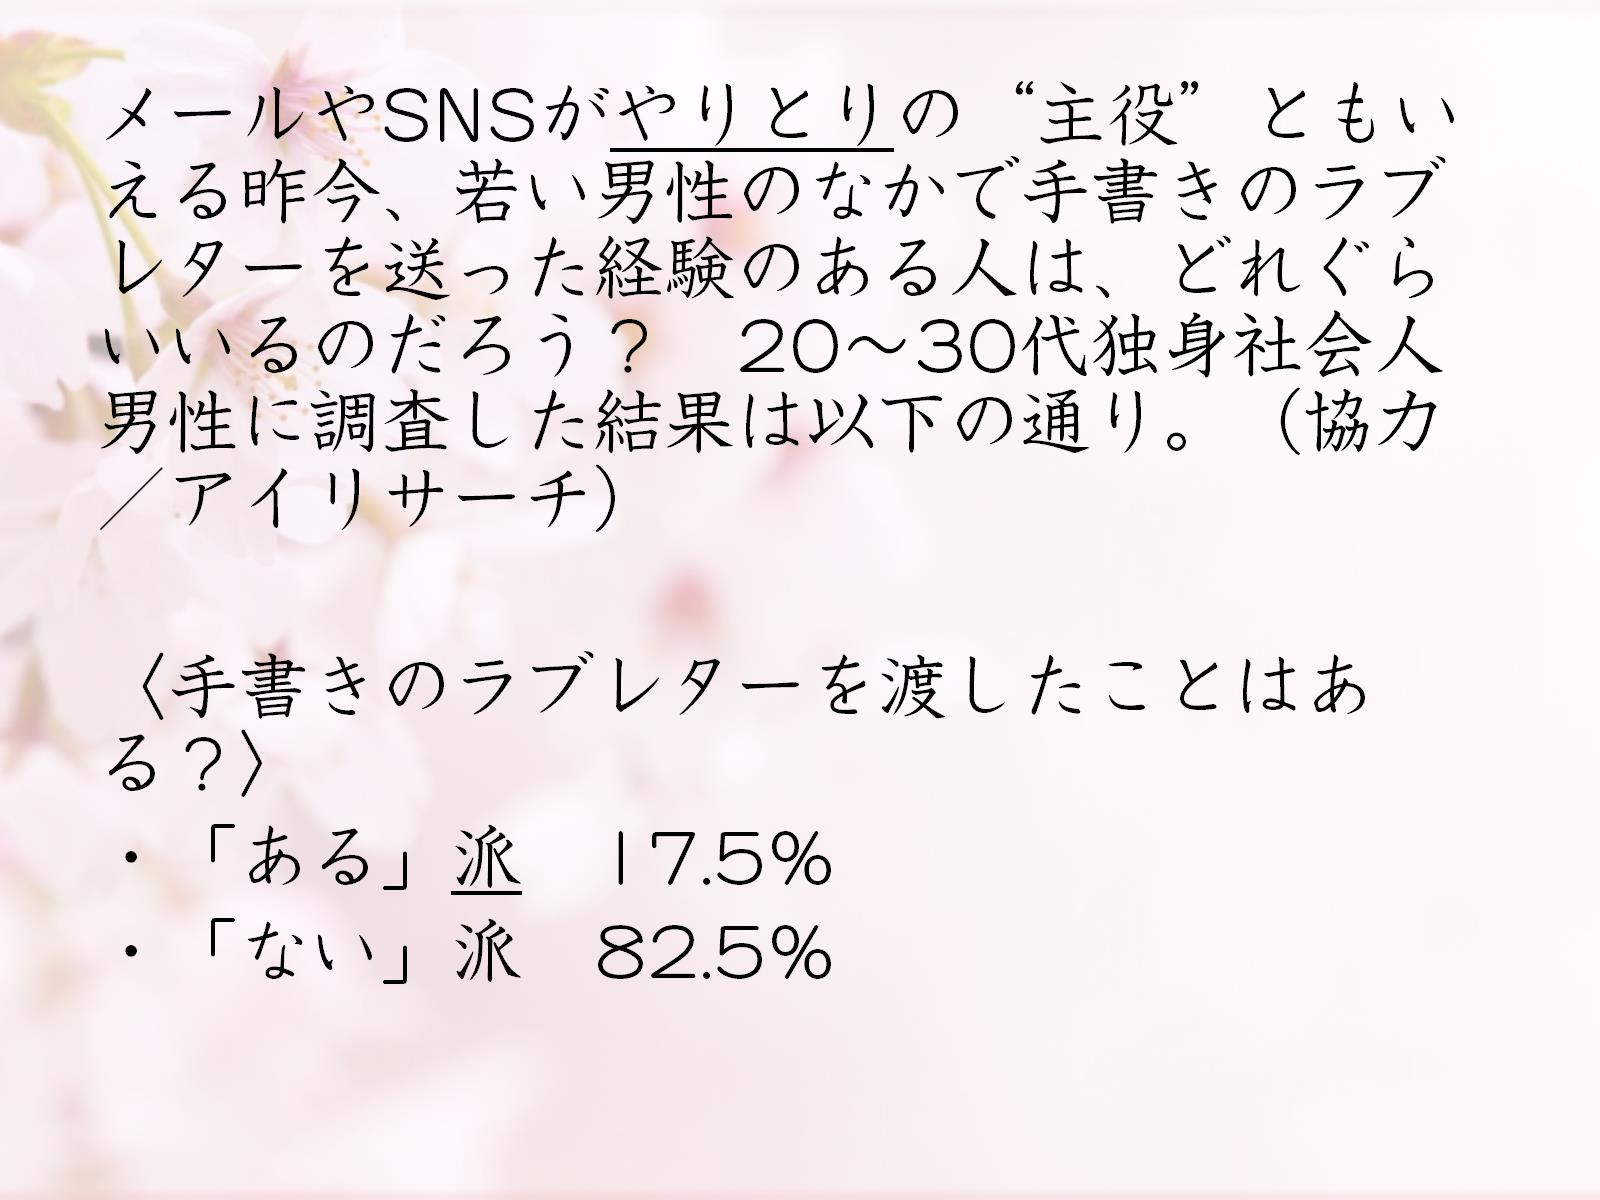 メールやSNSがやりとりの“主役”ともい
える昨今、若い男性のなかで手書きのラブ
レターを送った経験のある人は、どれぐら
いいるのだろう？　20～30代独身社会人
男性に調査した結果は以下の通り。（協力
／アイリサーチ）
〈手書きのラブレターを渡したことはあ
る？〉
・「ある」派　17.5%
・「ない」派　82.5%